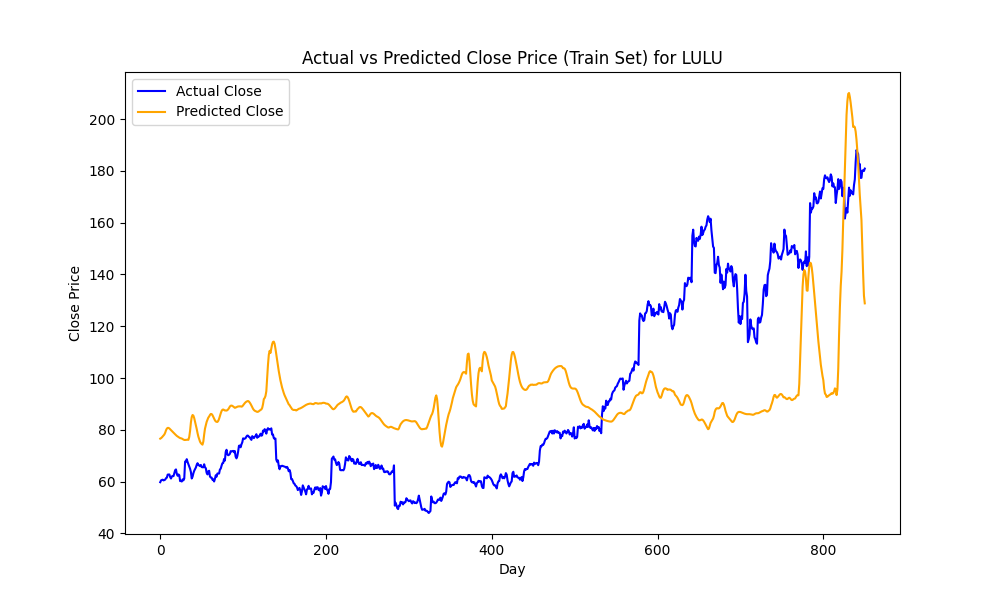 Actual vs Predicted Close Price (Train Set) for LULU
Actual Close
Predicted Close
200
180
160
140
120
100
80
60
40
Close Price
0 200 400 600 800
Day